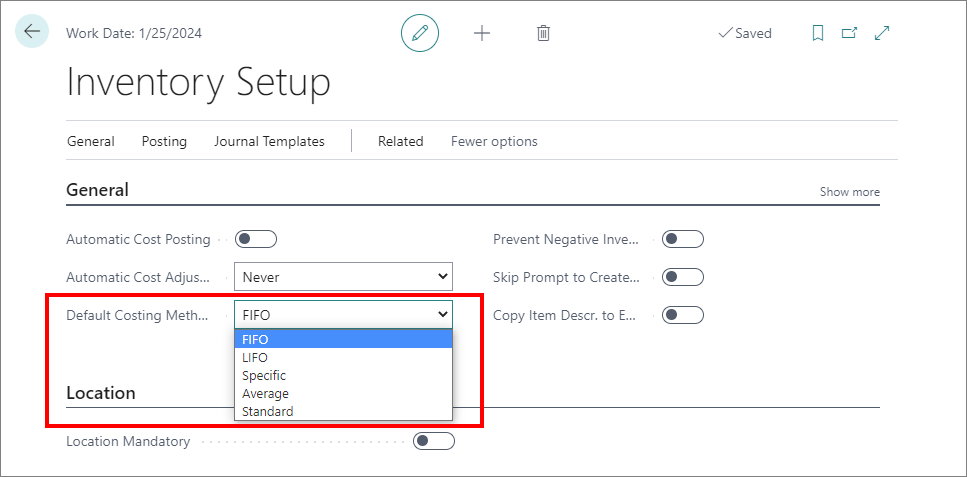 Work Date: 1/25/2024
Saved
Inventory Setup
General Posting Journal Templates Related Fewer options
General Show more
Automatic Cost Posting
Prevent Negative Inve...
Automatic Cost Adjus... Never
Skip Prompt to Create...
Default Costing Meth... FIFO
Copy Item Descr. to E...
FIFO
LIFO
Specific
Average
Standard
Location
Location Mandatory